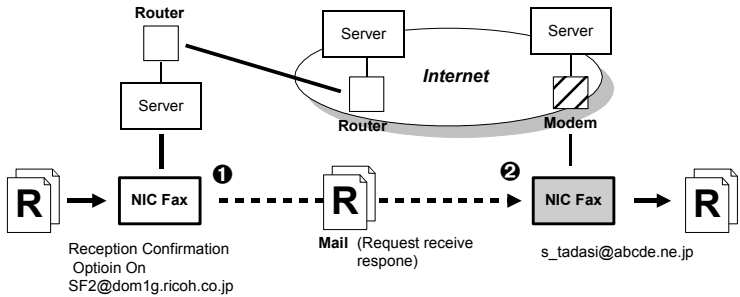 Router
Server
Server
Internet
Server
Router
Modem
R
NIC Fax
❶
R
❷
NIC Fax
R
Mail (Request receive
respone)
Reception Confirmation
Optioin On
SF2@dom1g.ricoh.co.jp
s_tadasi@abcde.ne.jp